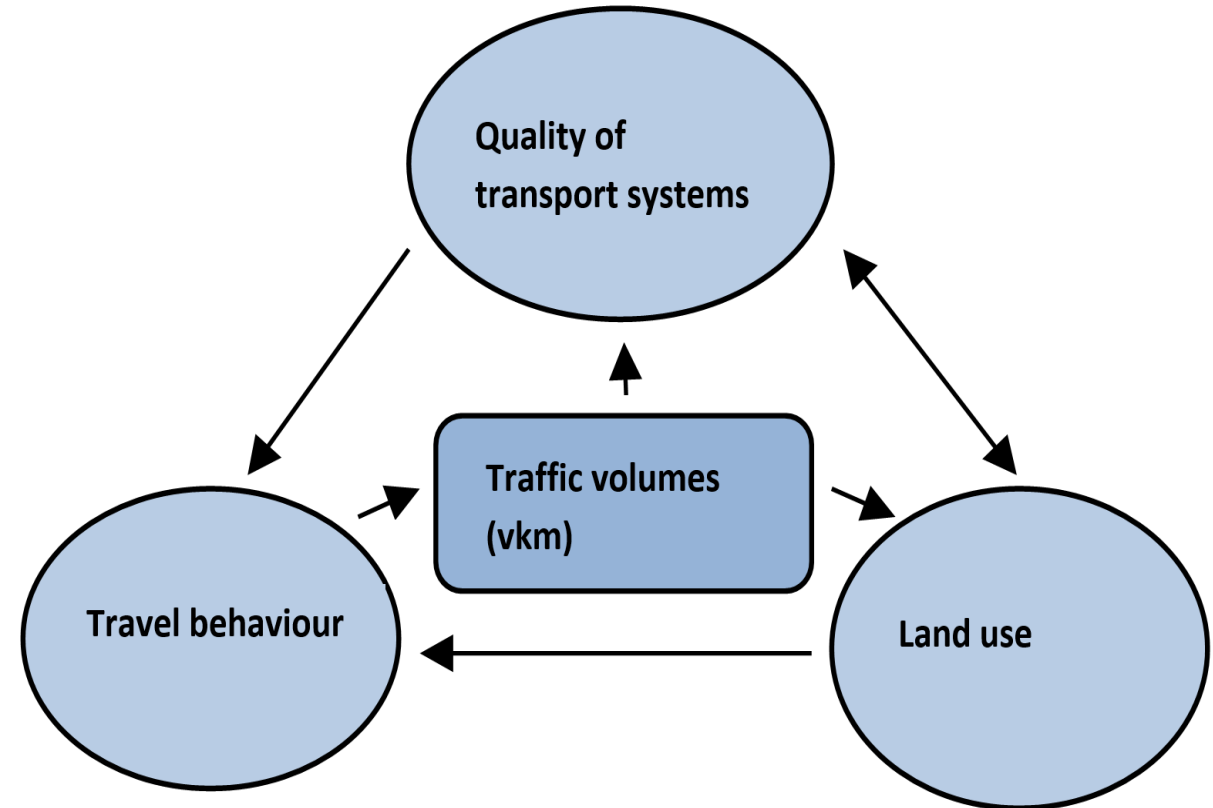 Quality of
transport systems
Traffic volumes
(vkm)
Travel behaviour
Land use